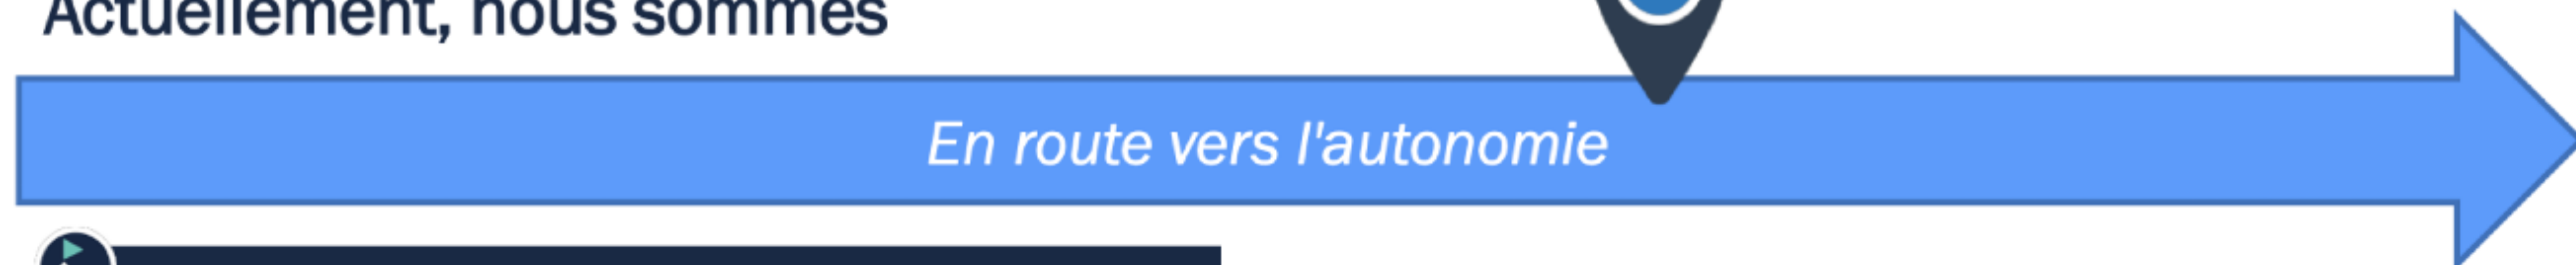 Actuellement, nous sommes
En route vers l'autonomie